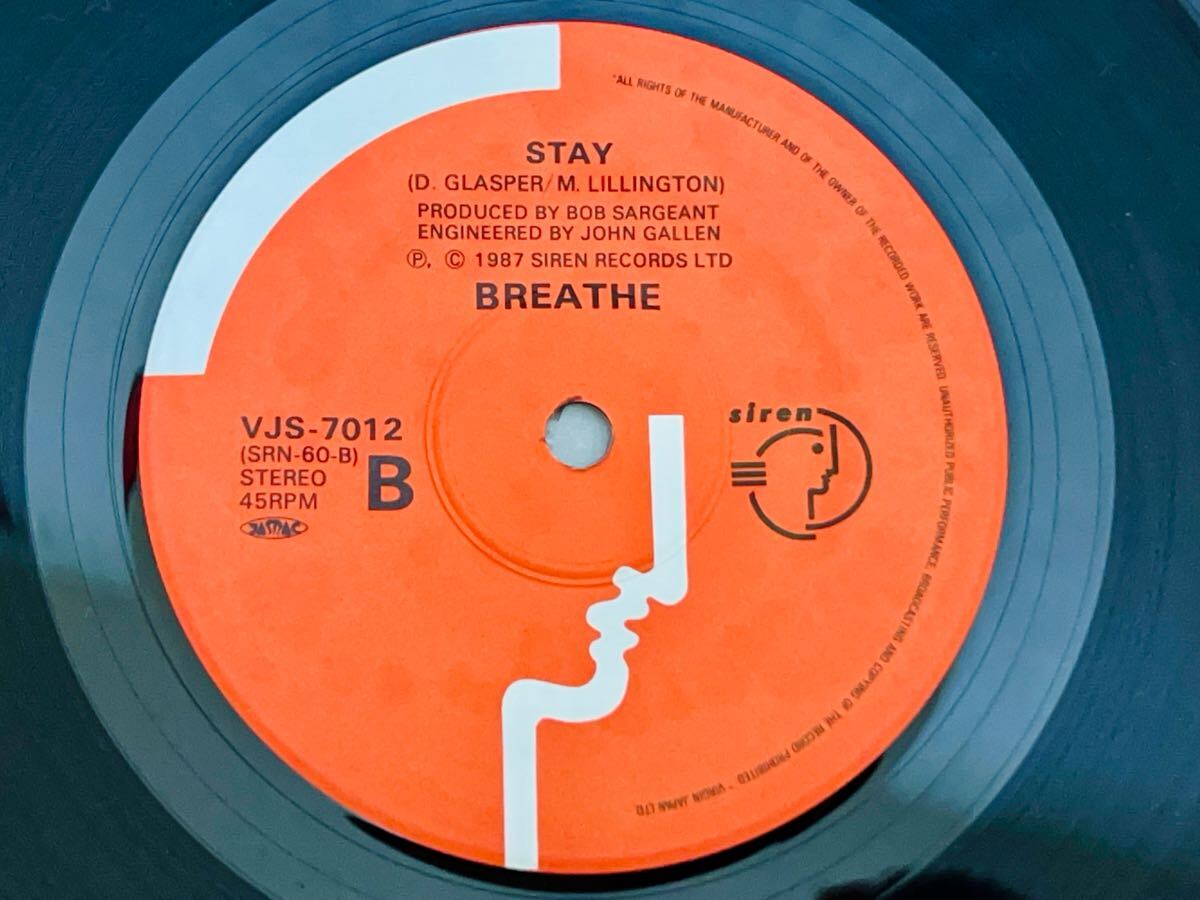 STAY
(D. GLASPER/M. LILLINGTON)
PRODUCED BY BOB SARGEANT
ENGINEERED BY JOHN GALLEN
Ⓟ, © 1987 SIREN RECORDS LTD
BREATHE
VJS-7012
(SRN-60-B)
STEREO
45RPM
B
JASRAC
siren
"ALL RIGHTS OF THE MANUFACTURER AND OF THE OWNER OF THE RECORDED WORK ARE RESERVED. UNAUTHORIZED PUBLIC PERFORMANCE, BROADCASTING AND COPYING OF THE RECORD PROHIBITED" VIRGIN JAPAN LTD.